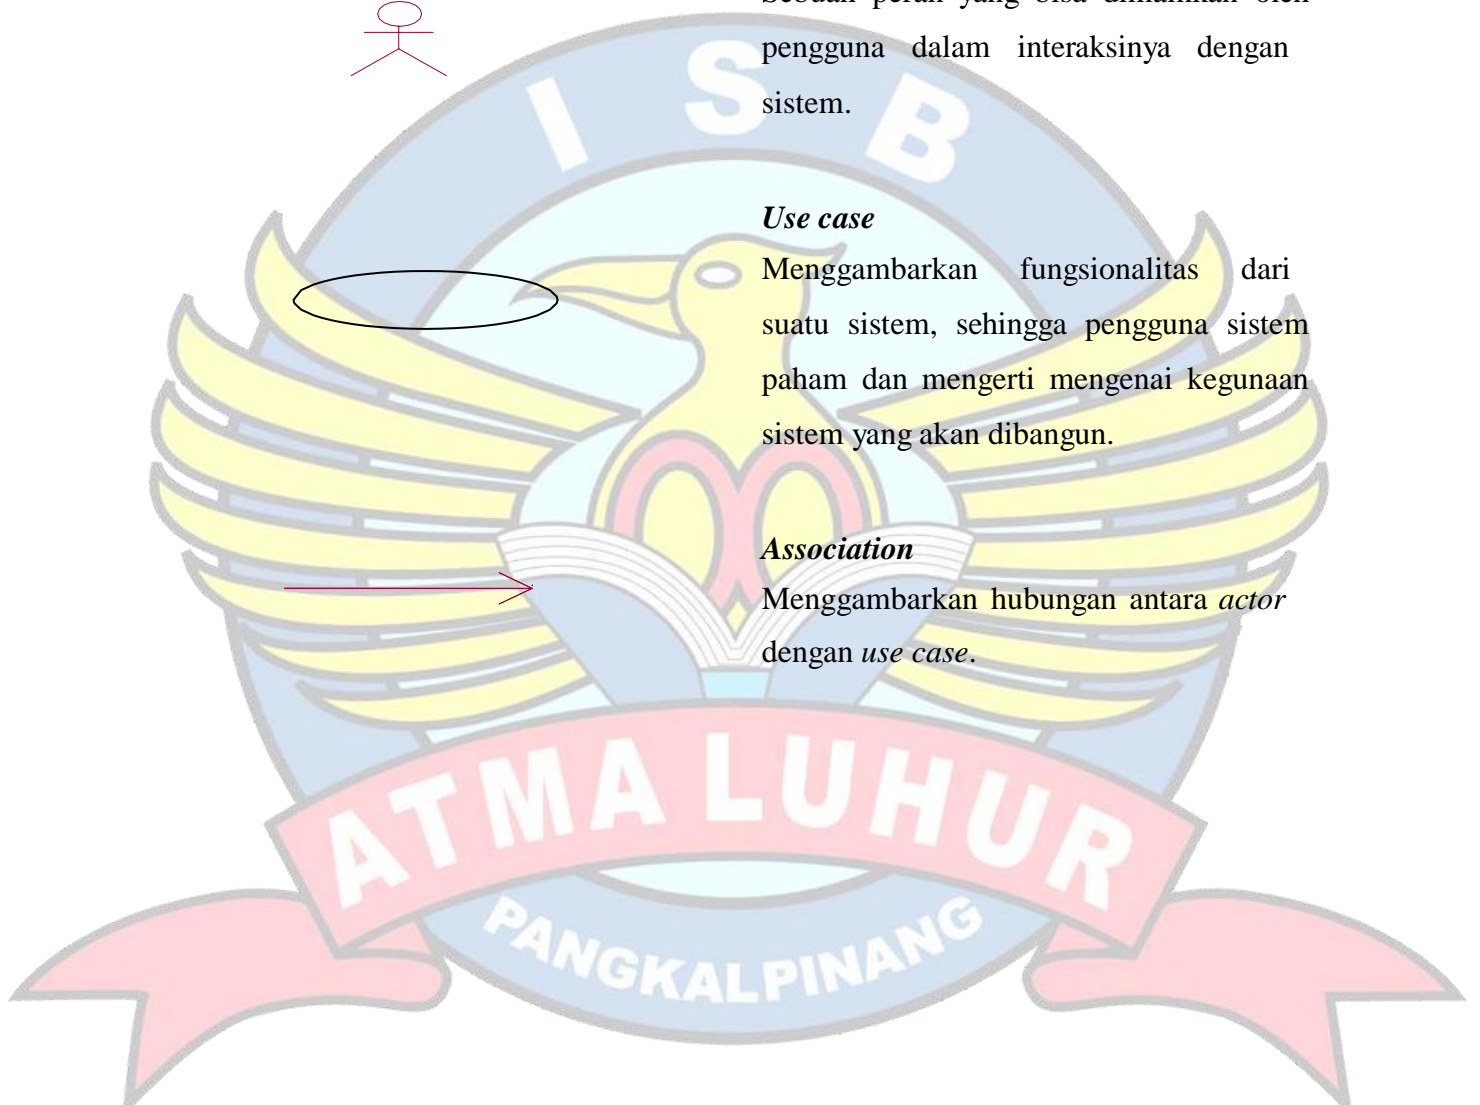 pengguna dalam interaksinya dengan
sistem.
Use case
Menggambarkan fungsionalitas dari
suatu sistem, sehingga pengguna sistem
paham dan mengerti mengenai kegunaan
sistem yang akan dibangun.
Association
Menggambarkan hubungan antara actor
dengan use case.
I S B
ATMA LUHUR
PANGKALPINANG